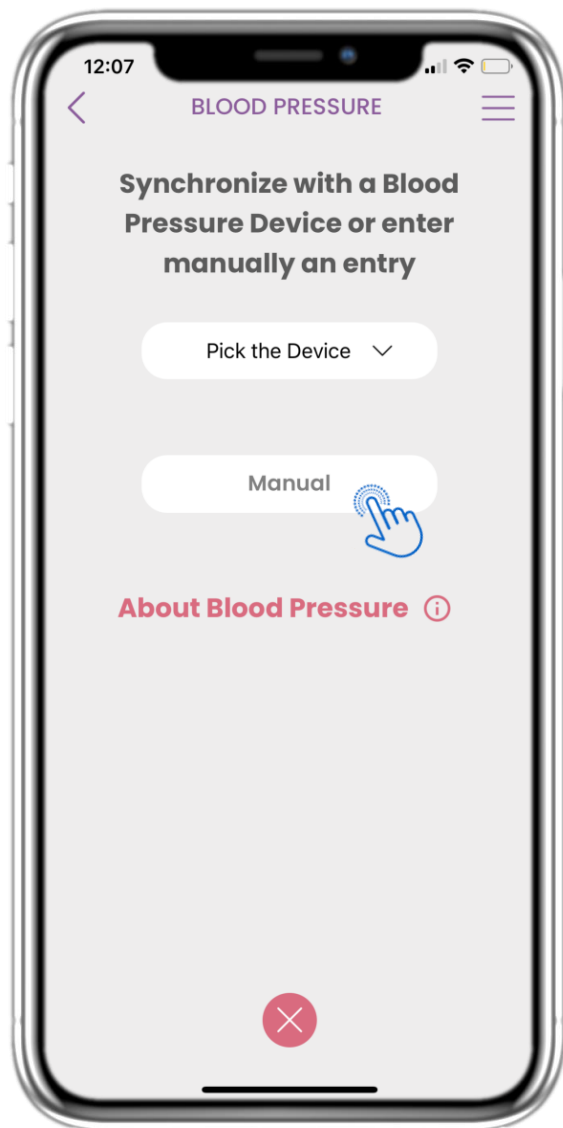 12:07
BLOOD PRESSURE
Synchronize with a Blood
Pressure Device or enter
manually an entry
Pick the Device
Manual
About Blood Pressure